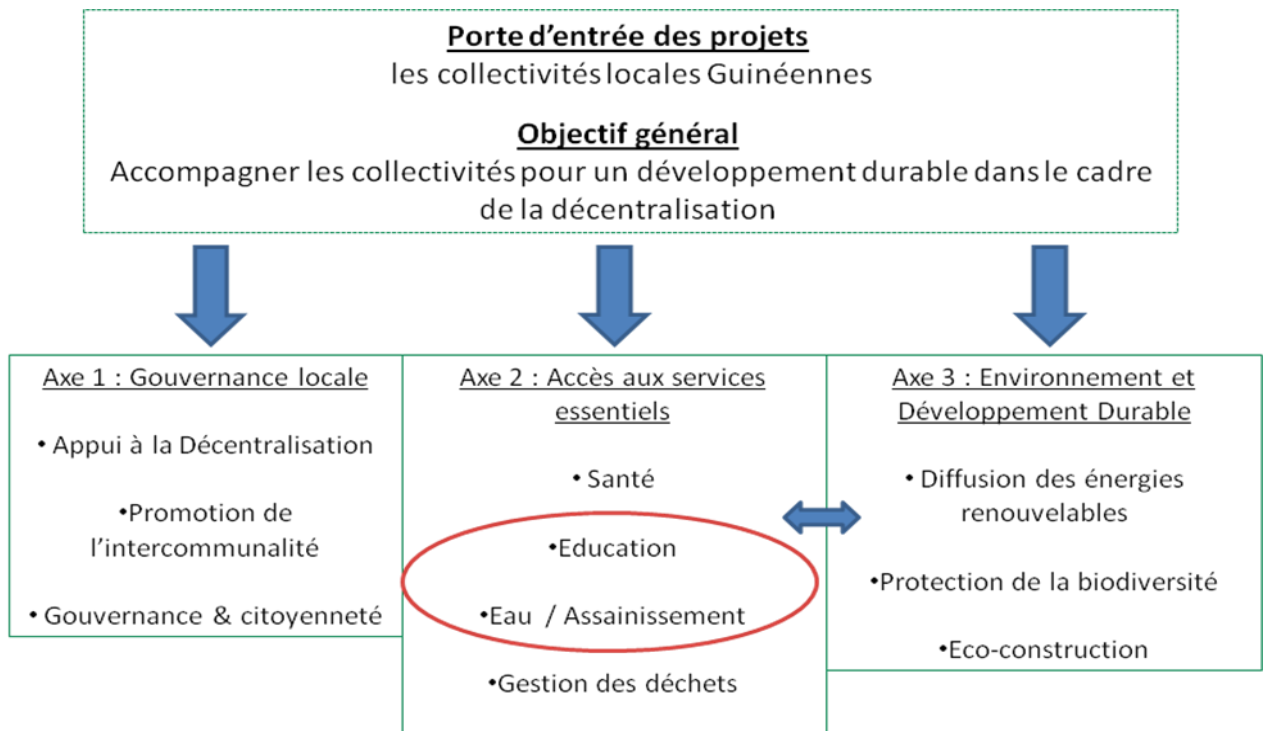 Porte d'entrée des projets
les collectivités locales Guinéennes
Objectif général
Accompagner les collectivités pour un développement durable dans le cadre
de la décentralisation
Axe 1 : Gouvernance locale
• Appui à la Décentralisation
•Promotion de
l'intercommunalité
• Gouvernance & citoyenneté
Axe 2 : Accès aux services
essentiels
• Santé
•Education
•Eau / Assainissement
•Gestion des déchets
Axe 3 : Environnement et
Développement Durable
• Diffusion des énergies
renouvelables
•Protection de la biodiversité
•Eco-construction